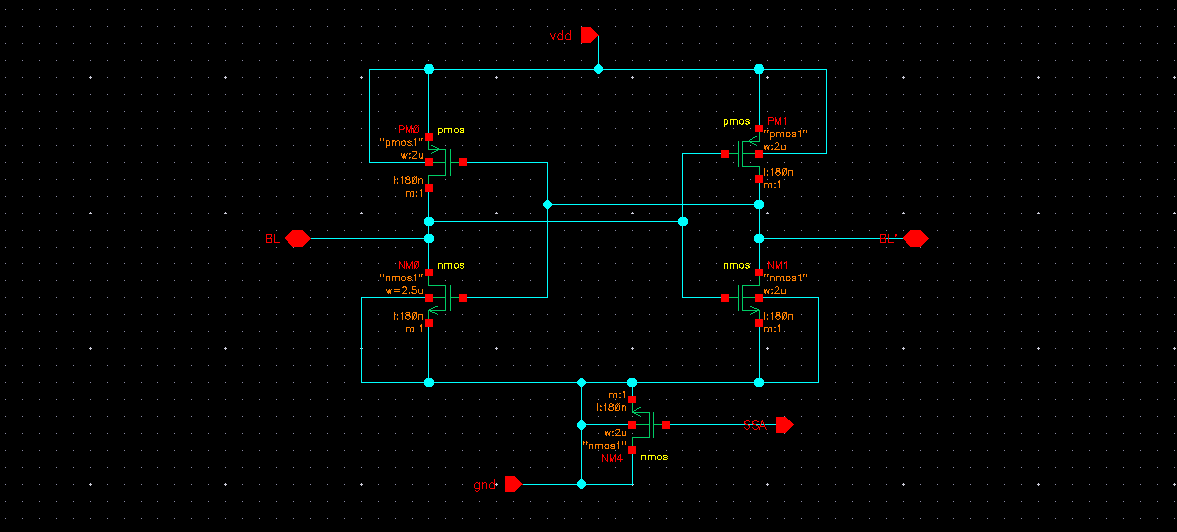 vdd
PM0 pmos
"pmos1"
w:2u
l:180n
m:1
pmos PM1
"pmos1"
w:2u
l:180n
m:1
BL
BL'
NM0 nmos
"nmos1"
w=2.5u
l:180n
m:1
nmos NM1
"nmos1"
w:2u
l:180n
m:1
m:1
l:180n
w:2u
"nmos1"
NM4 nmos
gnd